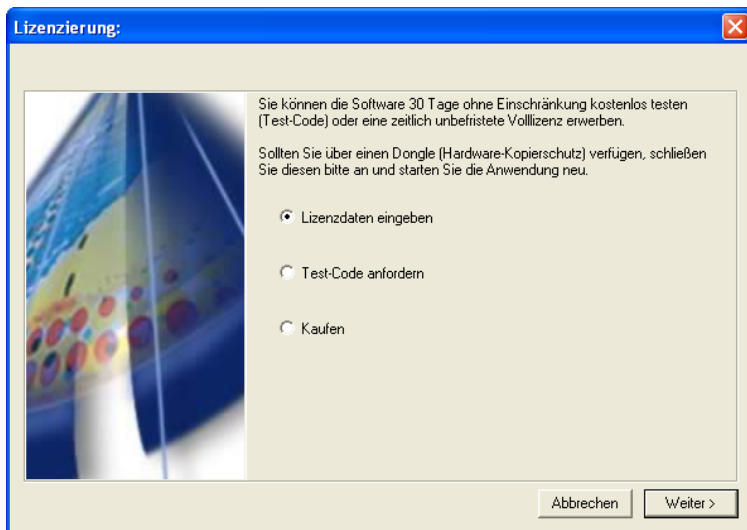 Lizenzierung:
Sie können die Software 30 Tage ohne Einschränkung kostenlos testen
(Test-Code) oder eine zeitlich unbefristete Volllizenz erwerben.
Sollten Sie über einen Dongle (Hardware-Kopierschutz) verfügen, schließen
Sie diesen bitte an und starten Sie die Anwendung neu.
Lizenzdaten eingeben
Test-Code anfordern
Kaufen
Abbrechen
Weiter >